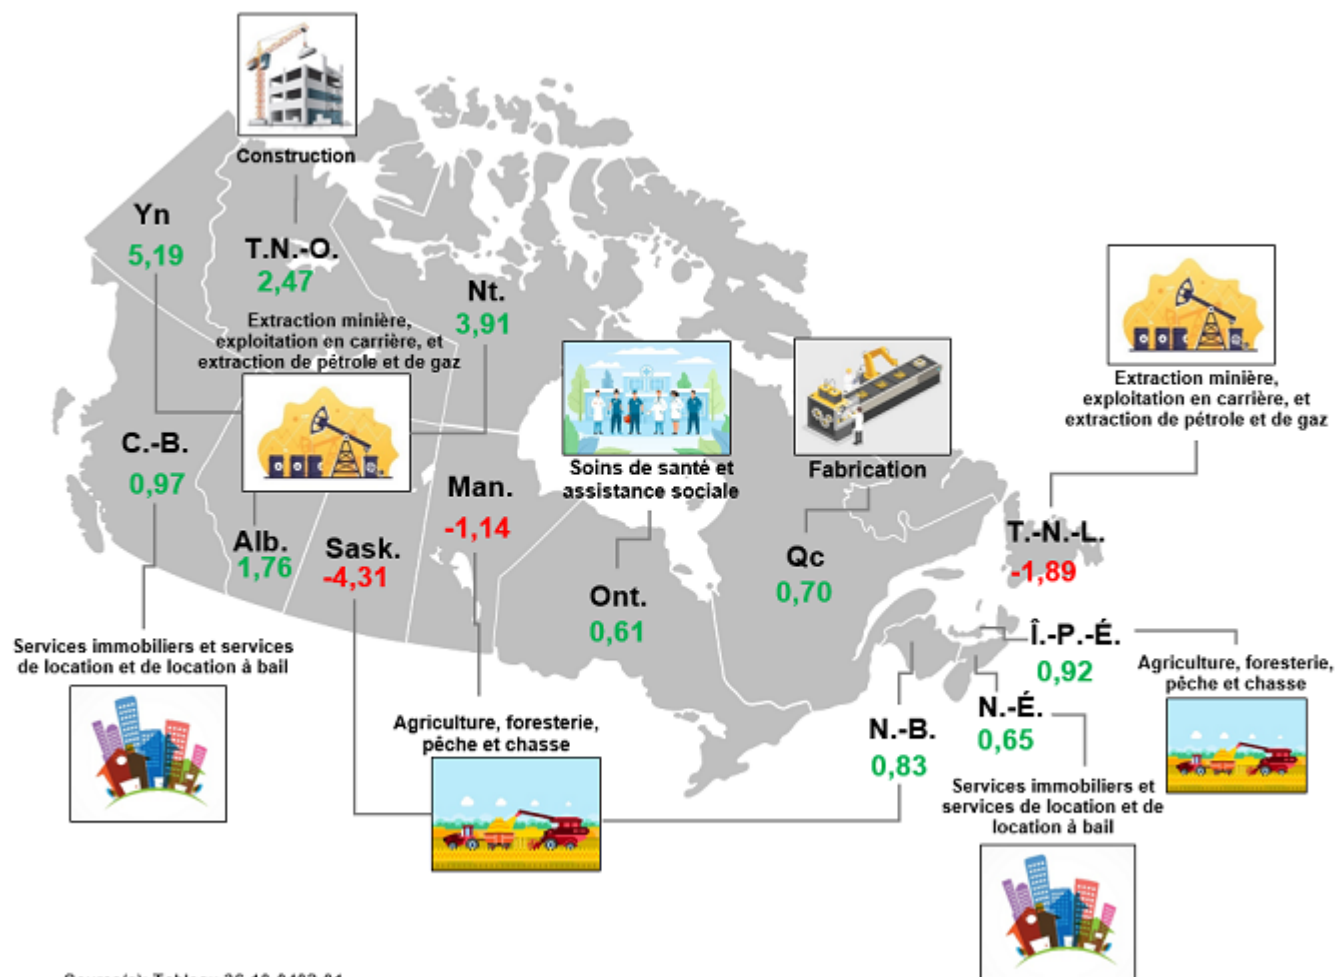 Construction
Yn
5,19
T.N.-O.
2,47
Nt.
3,91
Extraction minière,
exploitation en carrière, et
extraction de pétrole et de gaz
Extraction minière,
exploitation en carrière, et
extraction de pétrole et de gaz
C.-B.
0,97
Soins de santé et
assistance sociale
Fabrication
Man.
-1,14
Alb.
1,76
Sask.
-4,31
Ont.
0,61
Qc
0,70
T.-N.-L.
-1,89
Services immobiliers et services
de location et de location à bail
Î.-P.-É.
0,92
Agriculture, foresterie,
pêche et chasse
N.-É.
0,65
N.-B.
0,83
Agriculture, foresterie,
pêche et chasse
Services immobiliers et
services de location et de
location à bail